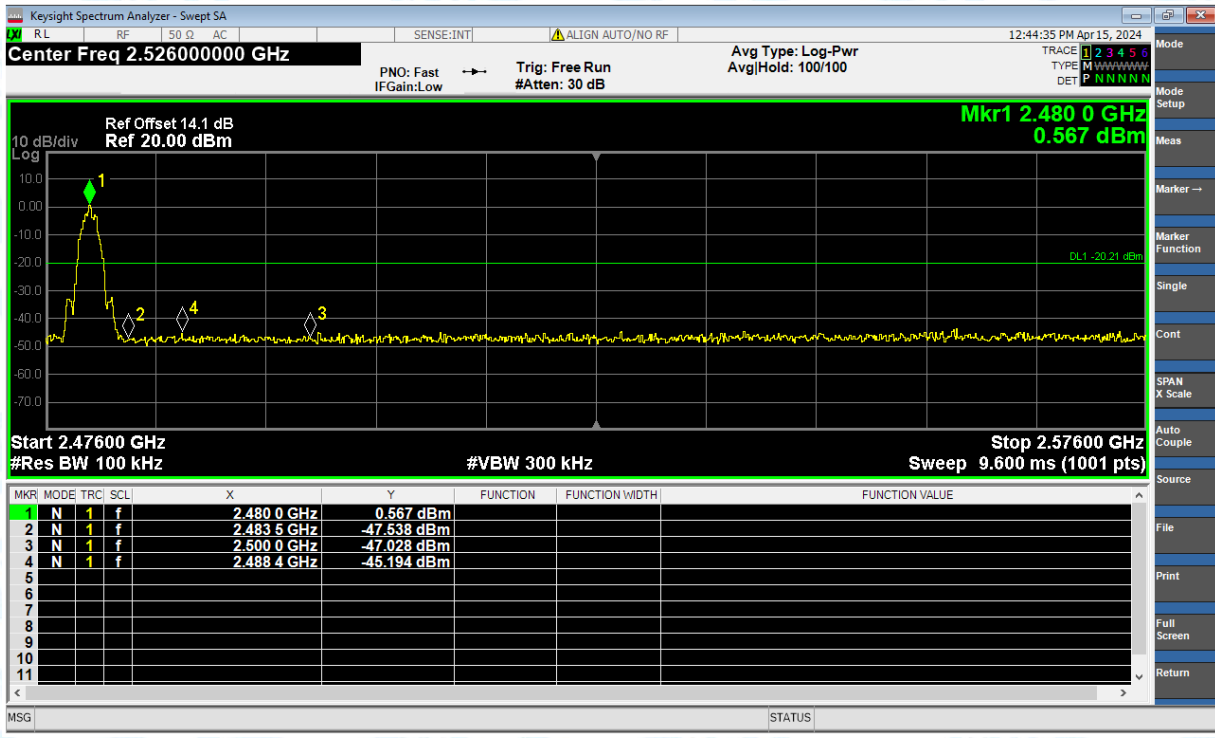 Keysight Spectrum Analyzer - Swept SA
LXI RL RF 50 Ω AC SENSE:INT ALIGN AUTO/NO RF 12:44:35 PM Apr 15, 2024
Center Freq 2.526000000 GHz
PNO: Fast
IFGain:Low
Trig: Free Run
#Atten: 30 dB
Avg Type: Log-Pwr
Avg|Hold: 100/100
TRACE 1 2 3 4 5 6
TYPE M WWWWW
DET P N N N N N
Mkr1 2.480 0 GHz
0.567 dBm
Ref Offset 14.1 dB
10 dB/div Ref 20.00 dBm
Log
10.0
0.00
-10.0
-20.0
-30.0
-40.0
-50.0
-60.0
-70.0
1
2
4
3
DL1 -20.21 dBm
Start 2.47600 GHz Stop 2.57600 GHz
#Res BW 100 kHz #VBW 300 kHz Sweep 9.600 ms (1001 pts)
MKR MODE TRC SCL X Y FUNCTION FUNCTION WIDTH FUNCTION VALUE
1 N 1 f 2.480 0 GHz 0.567 dBm
2 N 1 f 2.483 5 GHz -47.538 dBm
3 N 1 f 2.500 0 GHz -47.028 dBm
4 N 1 f 2.488 4 GHz -45.194 dBm
5
6
7
8
9
10
11
MSG STATUS
Mode
Mode
Setup
Meas
Marker →
Marker
Function
Single
Cont
SPAN
X Scale
Auto
Couple
Source
File
Print
Full
Screen
Return